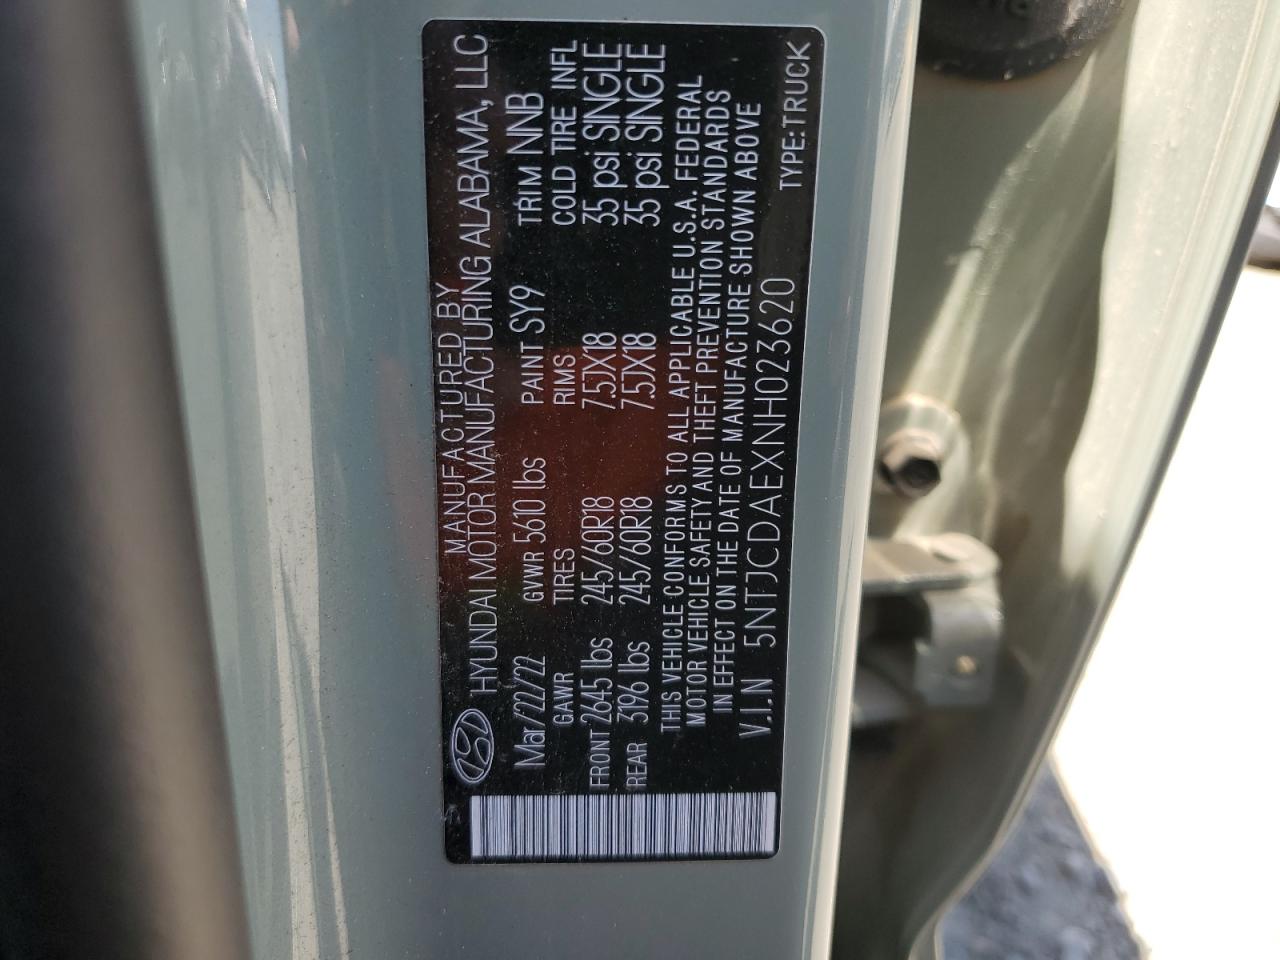 MANUFACTURED BY
HYUNDAI MOTOR MANUFACTURING ALABAMA, LLC
Mar/22/22 GVWR 5610 lbs PAINT SY9 TRIM NNB
GAWR TIRES RIMS COLD TIRE INFL
FRONT 2645 lbs 245/60R18 7.5JX18 35 psi SINGLE
REAR 3196 lbs 245/60R18 7.5JX18 35 psi SINGLE
THIS VEHICLE CONFORMS TO ALL APPLICABLE U.S.A. FEDERAL
MOTOR VEHICLE SAFETY AND THEFT PREVENTION STANDARDS
IN EFFECT ON THE DATE OF MANUFACTURE SHOWN ABOVE
V.I.N 5NTJCDAEXNH023620
TYPE:TRUCK